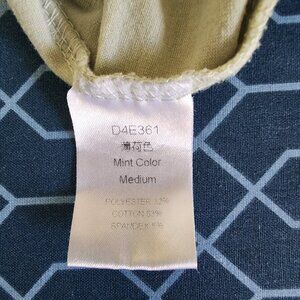 D4E361
薄荷色
Mint Color
Medium
POLYESTER 32%
COTTON 63%
SPANDEX 5%